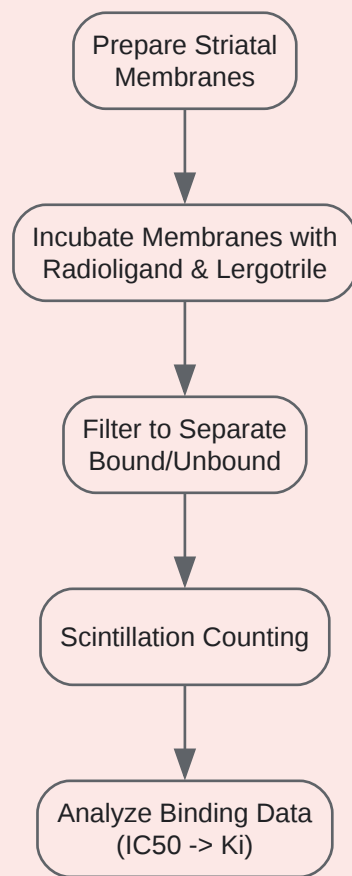 Prepare Striatal
Membranes
Incubate Membranes with
Radioligand & Lergotrile
Filter to Separate
Bound/Unbound
Scintillation Counting
Analyze Binding Data
(IC50 -> Ki)